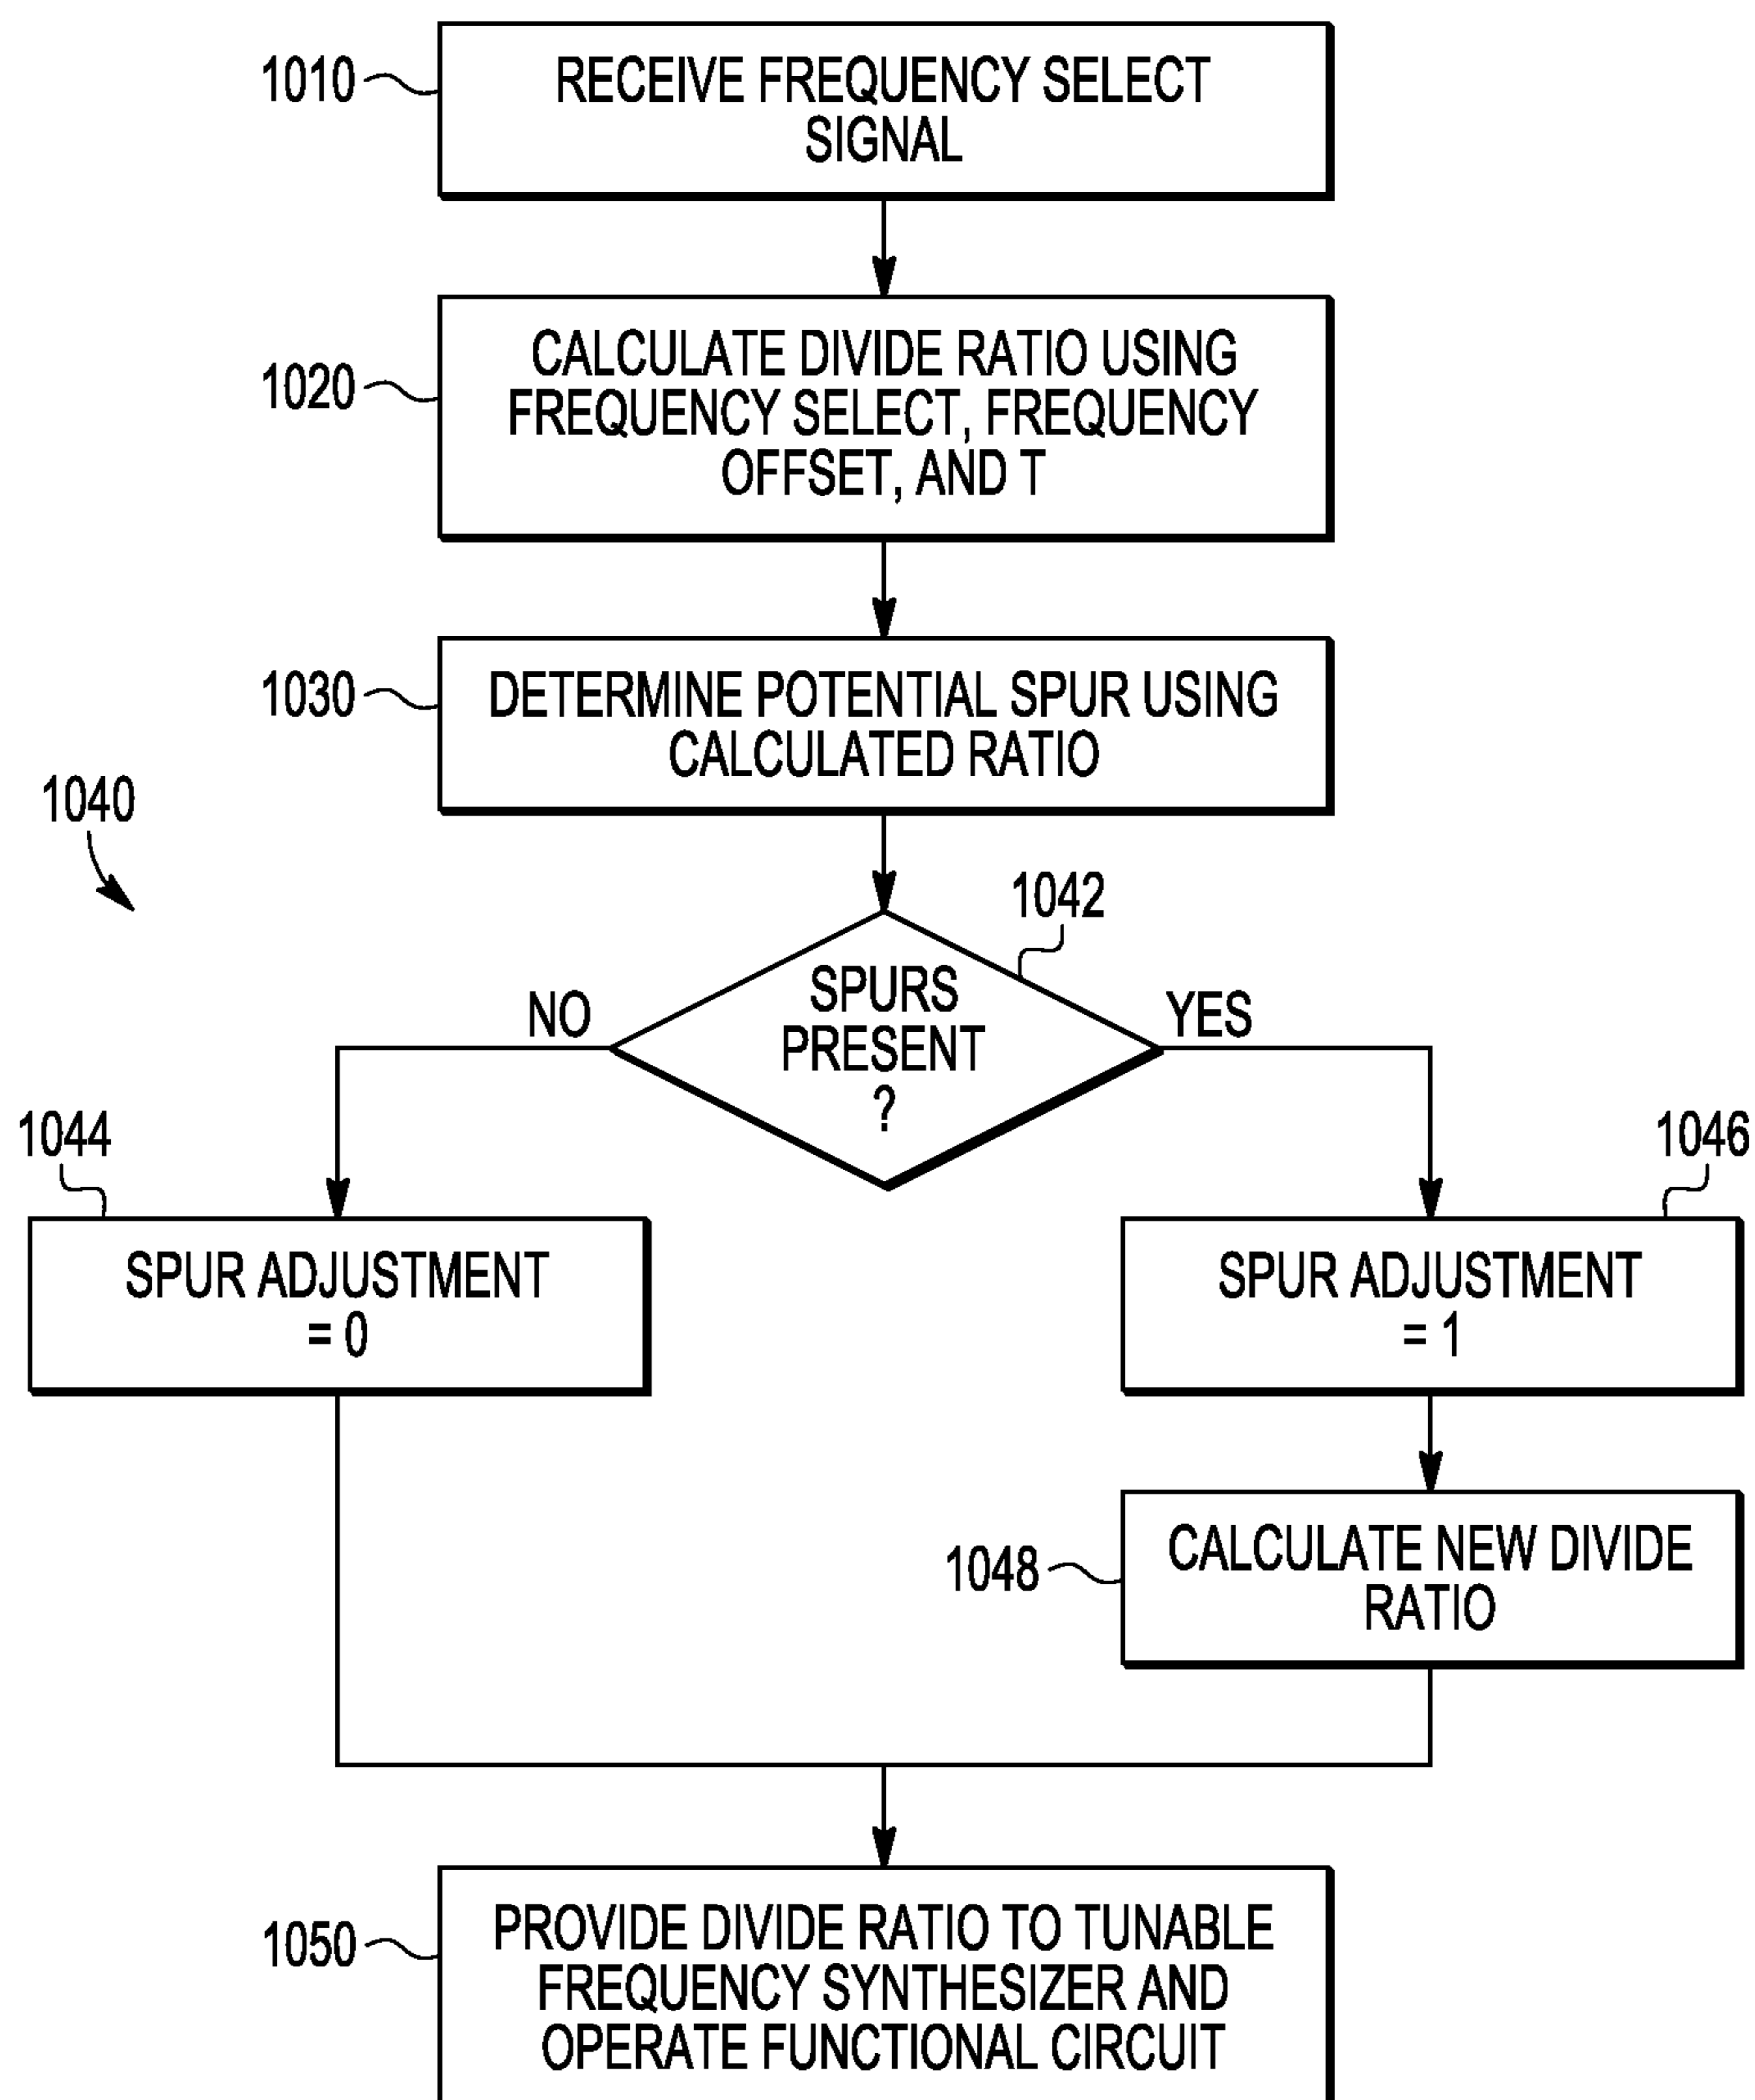 1010
RECEIVE FREQUENCY SELECT
SIGNAL
1020
CALCULATE DIVIDE RATIO USING
FREQUENCY SELECT, FREQUENCY
OFFSET, AND T
1030
DETERMINE POTENTIAL SPUR USING
CALCULATED RATIO
1040
1042
SPURS
PRESENT
?
NO
YES
1044
SPUR ADJUSTMENT
= 0
1046
SPUR ADJUSTMENT
= 1
1048
CALCULATE NEW DIVIDE
RATIO
1050
PROVIDE DIVIDE RATIO TO TUNABLE
FREQUENCY SYNTHESIZER AND
OPERATE FUNCTIONAL CIRCUIT